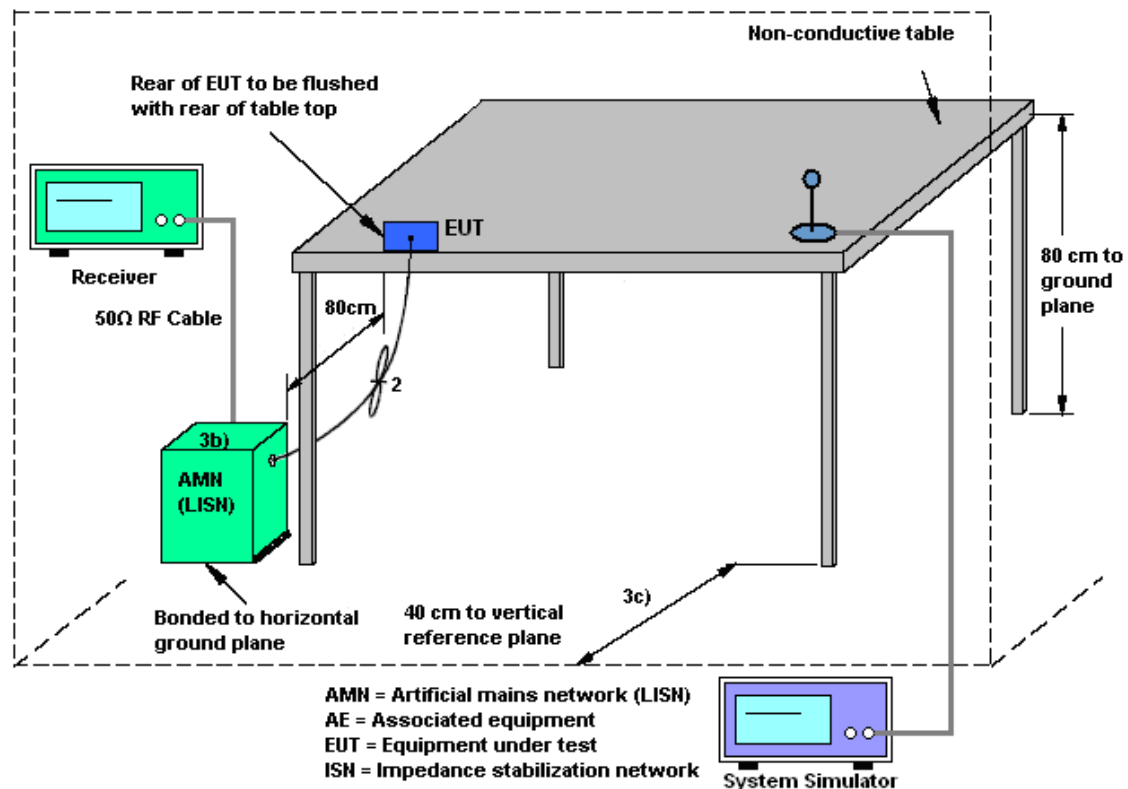 Non-conductive table
Rear of EUT to be flushed
with rear of table top
EUT
Receiver
80cm
80 cm to
ground
plane
50Ω RF Cable
2
3b)
AMN
(LISN)
Bonded to horizontal
ground plane
40 cm to vertical
reference plane
3c)
AMN = Artificial mains network (LISN)
AE = Associated equipment
EUT = Equipment under test
ISN = Impedance stabilization network
System Simulator